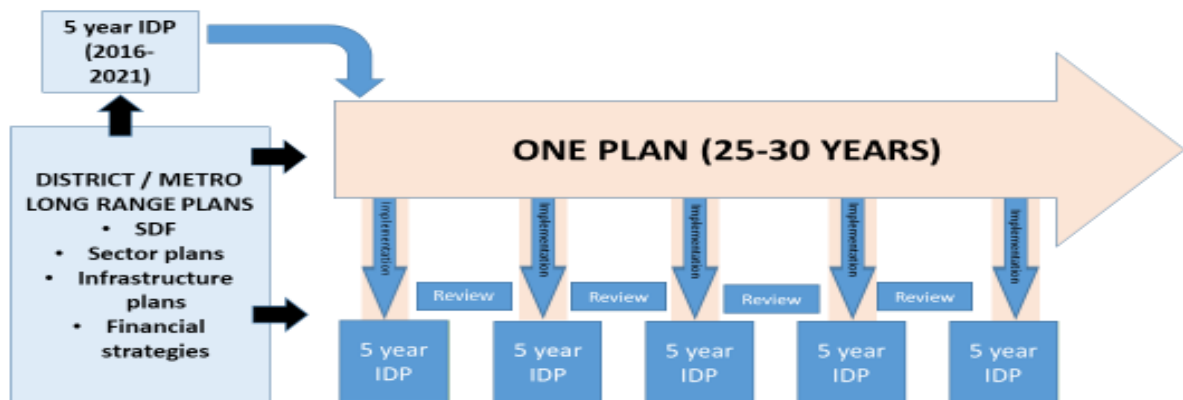 5 year IDP
(2016-
2021)
DISTRICT / METRO
LONG RANGE PLANS
• SDF
• Sector plans
• Infrastructure
plans
• Financial
strategies
ONE PLAN (25-30 YEARS)
Implementation
Implementation
Implementation
Implementation
Implementation
Review
Review
Review
Review
5 year
IDP
5 year
IDP
5 year
IDP
5 year
IDP
5 year
IDP